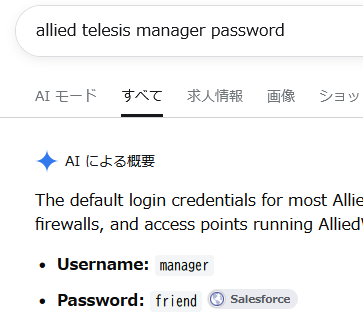 allied telesis manager password
AI モード すべて 求人情報 画像 ショッ
AI による概要
The default login credentials for most Allie
firewalls, and access points running Allied
• Username: manager
• Password: friend Salesforce